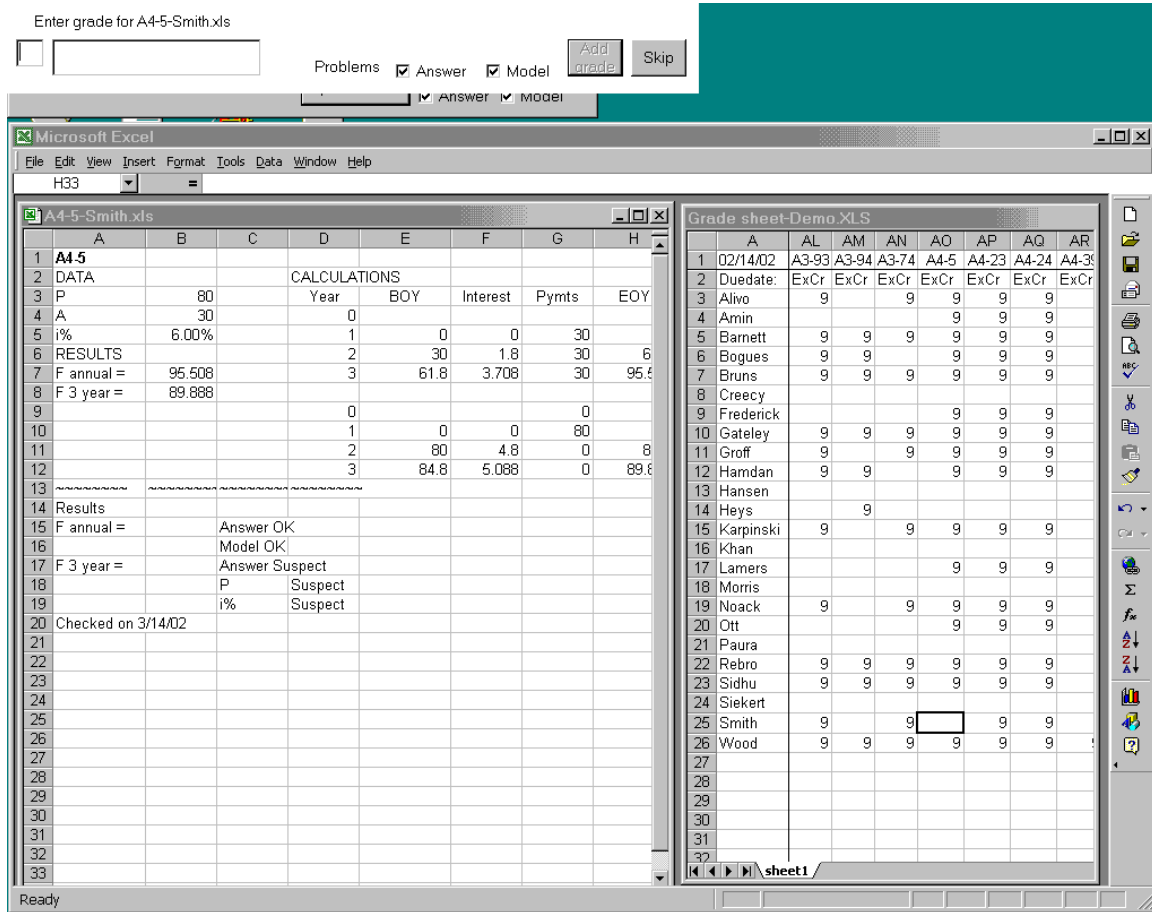 Enter grade for A4-5-Smith.xls
Problems Answer Model Add grade Skip
Answer Model
Microsoft Excel
File Edit View Insert Format Tools Data Window Help
H33 =
A4-5-Smith.xls
A B C D E F G H
1 A4-5
2 DATA CALCULATIONS
3 P 80 Year BOY Interest Pymts EOY
4 A 30 0
5 i% 6.00% 1 0 0 30
6 RESULTS 2 30 1.8 30 6
7 F annual = 95.508 3 61.8 3.708 30 95.5
8 F 3 year = 89.888
9 0 0
10 1 0 0 80
11 2 80 4.8 0 8
12 3 84.8 5.088 0 89.8
13 ~~~~~~~~ ~~~~~~~~ ~~~~~~~~ ~~~~~~~~
14 Results
15 F annual = Answer OK
16 Model OK
17 F 3 year = Answer Suspect
18 P Suspect
19 i% Suspect
20 Checked on 3/14/02
21
22
23
24
25
26
27
28
29
30
31
32
33
Grade sheet-Demo.XLS
A AL AM AN AO AP AQ AR
1 02/14/02 A3-93 A3-94 A3-74 A4-5 A4-23 A4-24 A4-39
2 Duedate: ExCr ExCr ExCr ExCr ExCr ExCr ExCr
3 Alivo 9 9 9 9 9
4 Amin 9 9 9
5 Barnett 9 9 9 9 9 9
6 Bogues 9 9 9 9 9
7 Bruns 9 9 9 9 9 9
8 Creecy
9 Frederick 9 9 9
10 Gateley 9 9 9 9 9 9
11 Groff 9 9 9 9 9
12 Hamdan 9 9 9 9 9
13 Hansen
14 Heys 9
15 Karpinski 9 9 9 9 9
16 Khan
17 Lamers 9 9 9
18 Morris
19 Noack 9 9 9 9 9
20 Ott 9 9 9
21 Paura
22 Rebro 9 9 9 9 9 9
23 Sidhu 9 9 9 9 9 9
24 Siekert
25 Smith 9 9 9 9
26 Wood 9 9 9 9 9 9
27
28
29
30
31
32
sheet1
Ready